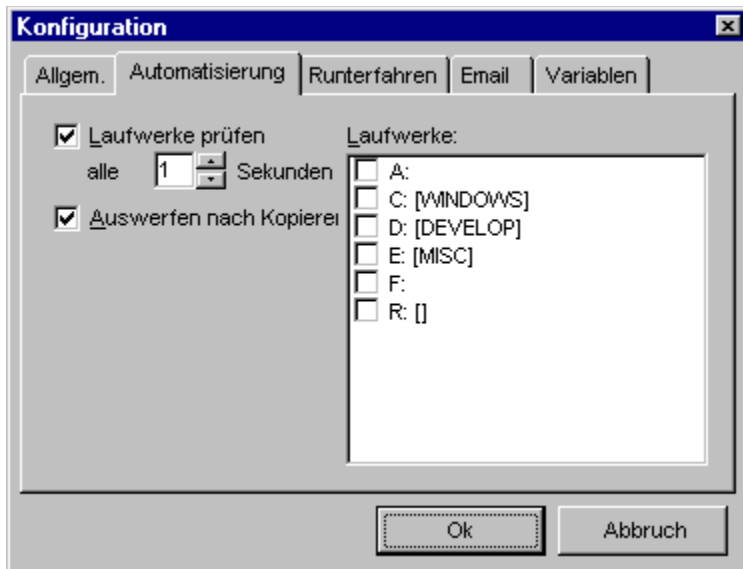 Konfiguration
Allgem. Automatisierung Runterfahren Email Variablen
Laufwerke prüfen
alle 1 Sekunden
Auswerfen nach Kopierer
Laufwerke:
A:
C: [WINDOWS]
D: [DEVELOP]
E: [MISC]
F:
R: []
Ok Abbruch